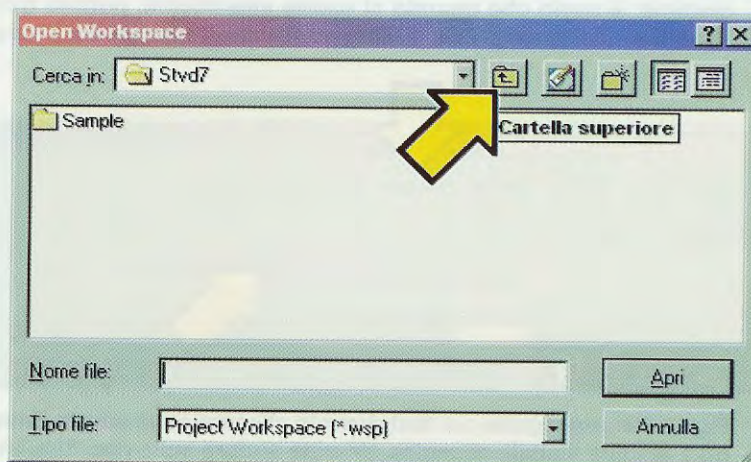 Open Workspace
Cerca in: Stvd7
Cartella superiore
Sample
Nome file:
Apri
Tipo file: Project Workspace (*.wsp)
Annulla